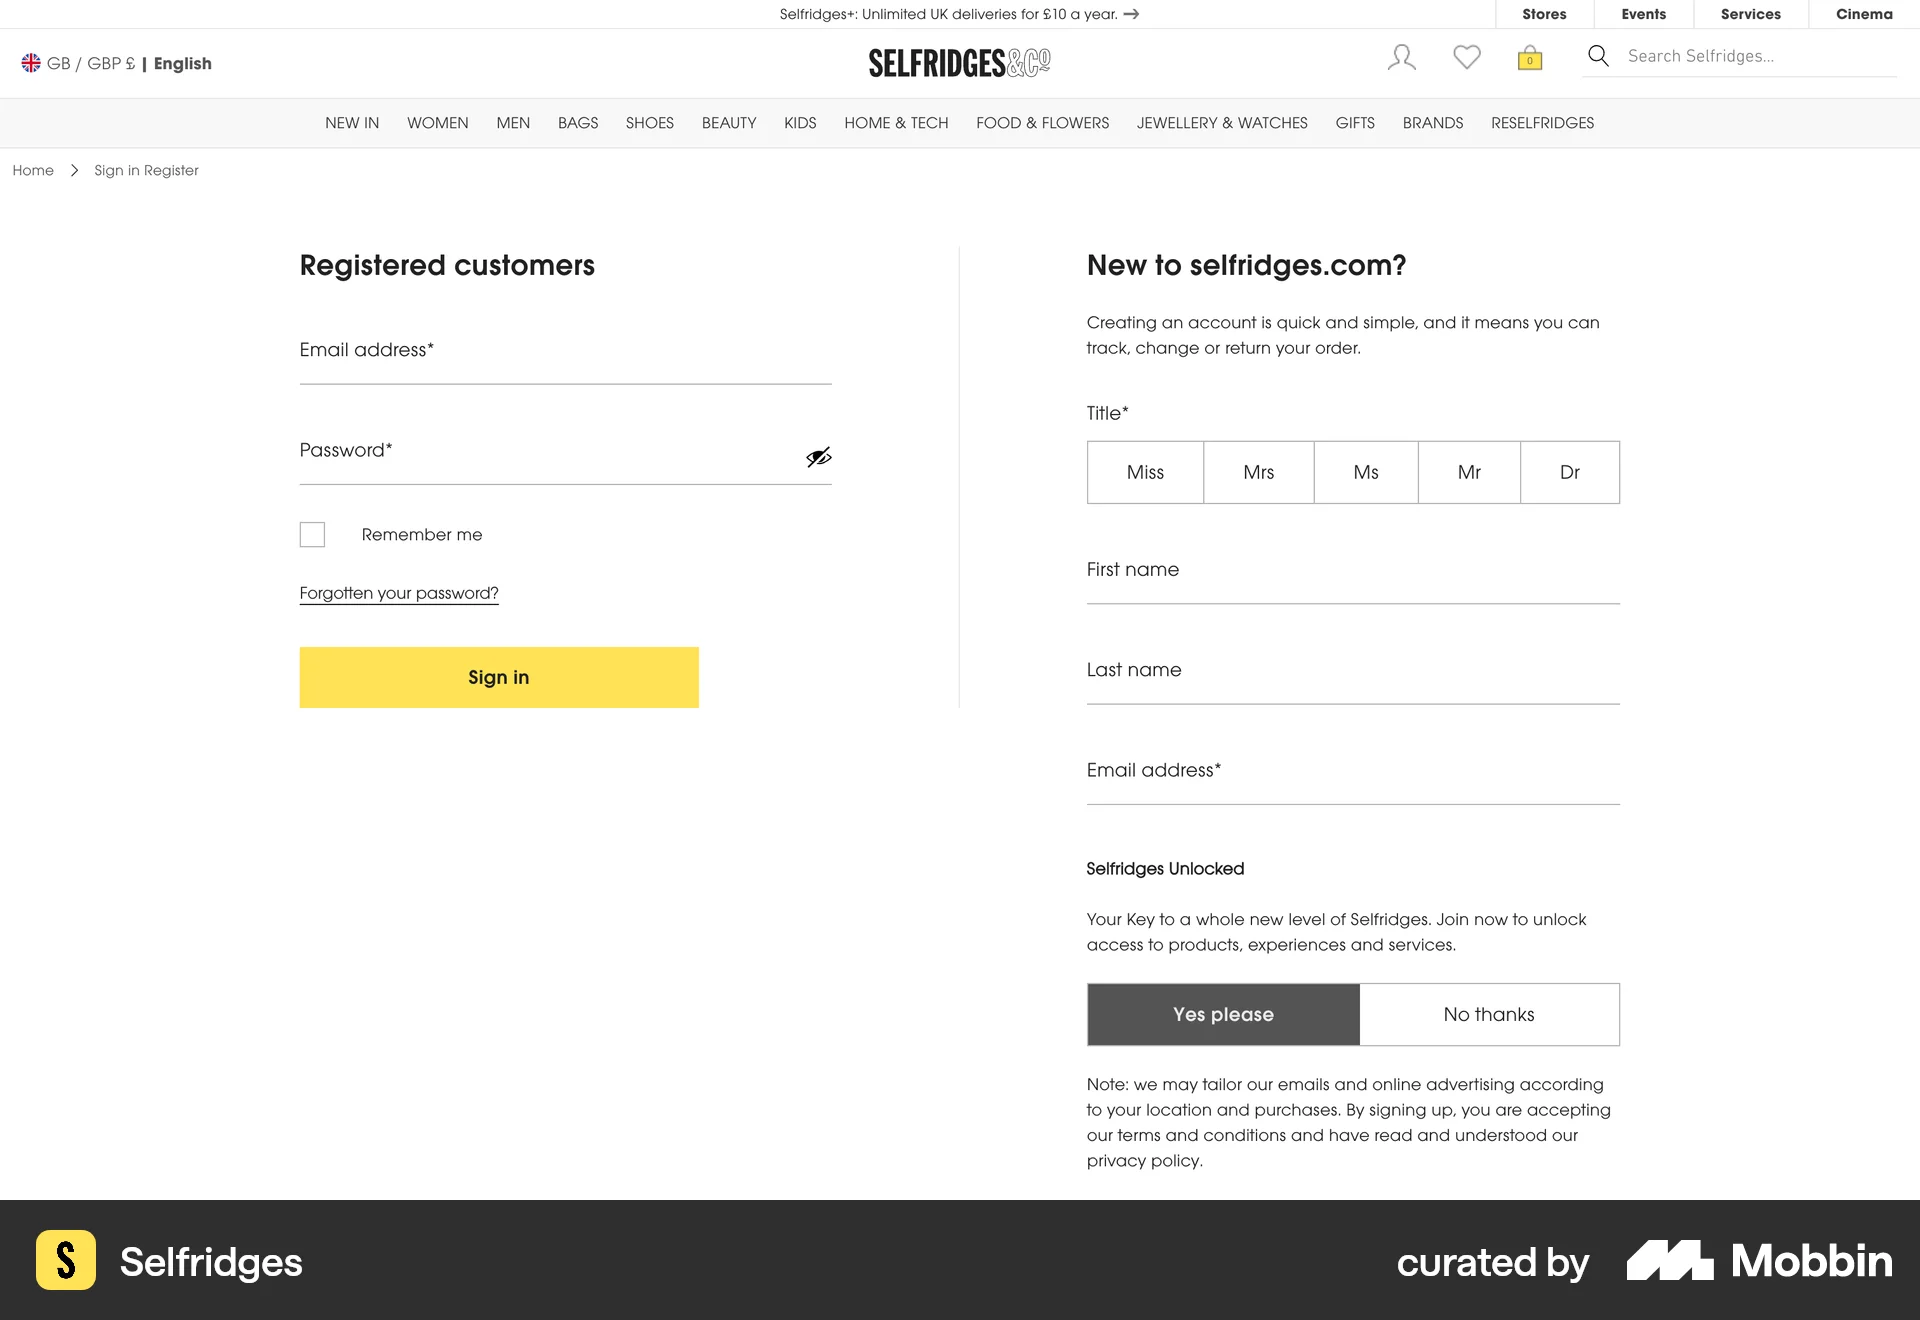 Selfridges+: Unlimited UK deliveries for £10 a year.
Stores
Events
Services
Cinema
GB / GBP £ | English
SELFRIDGES&Cº
0
Search Selfridges...
NEW IN
WOMEN
MEN
BAGS
SHOES
BEAUTY
KIDS
HOME & TECH
FOOD & FLOWERS
JEWELLERY & WATCHES
GIFTS
BRANDS
RESELFRIDGES
Home
Sign in Register
Registered customers
Email address*
Password*
Remember me
Forgotten your password?
Sign in
New to selfridges.com?
Creating an account is quick and simple, and it means you can
track, change or return your order.
Title*
Miss
Mrs
Ms
Mr
Dr
First name
Last name
Email address*
Selfridges Unlocked
Your Key to a whole new level of Selfridges. Join now to unlock
access to products, experiences and services.
Yes please
No thanks
Note: we may tailor our emails and online advertising according
to your location and purchases. By signing up, you are accepting
our terms and conditions and have read and understood our
privacy policy.
S
Selfridges
curated by
Mobbin